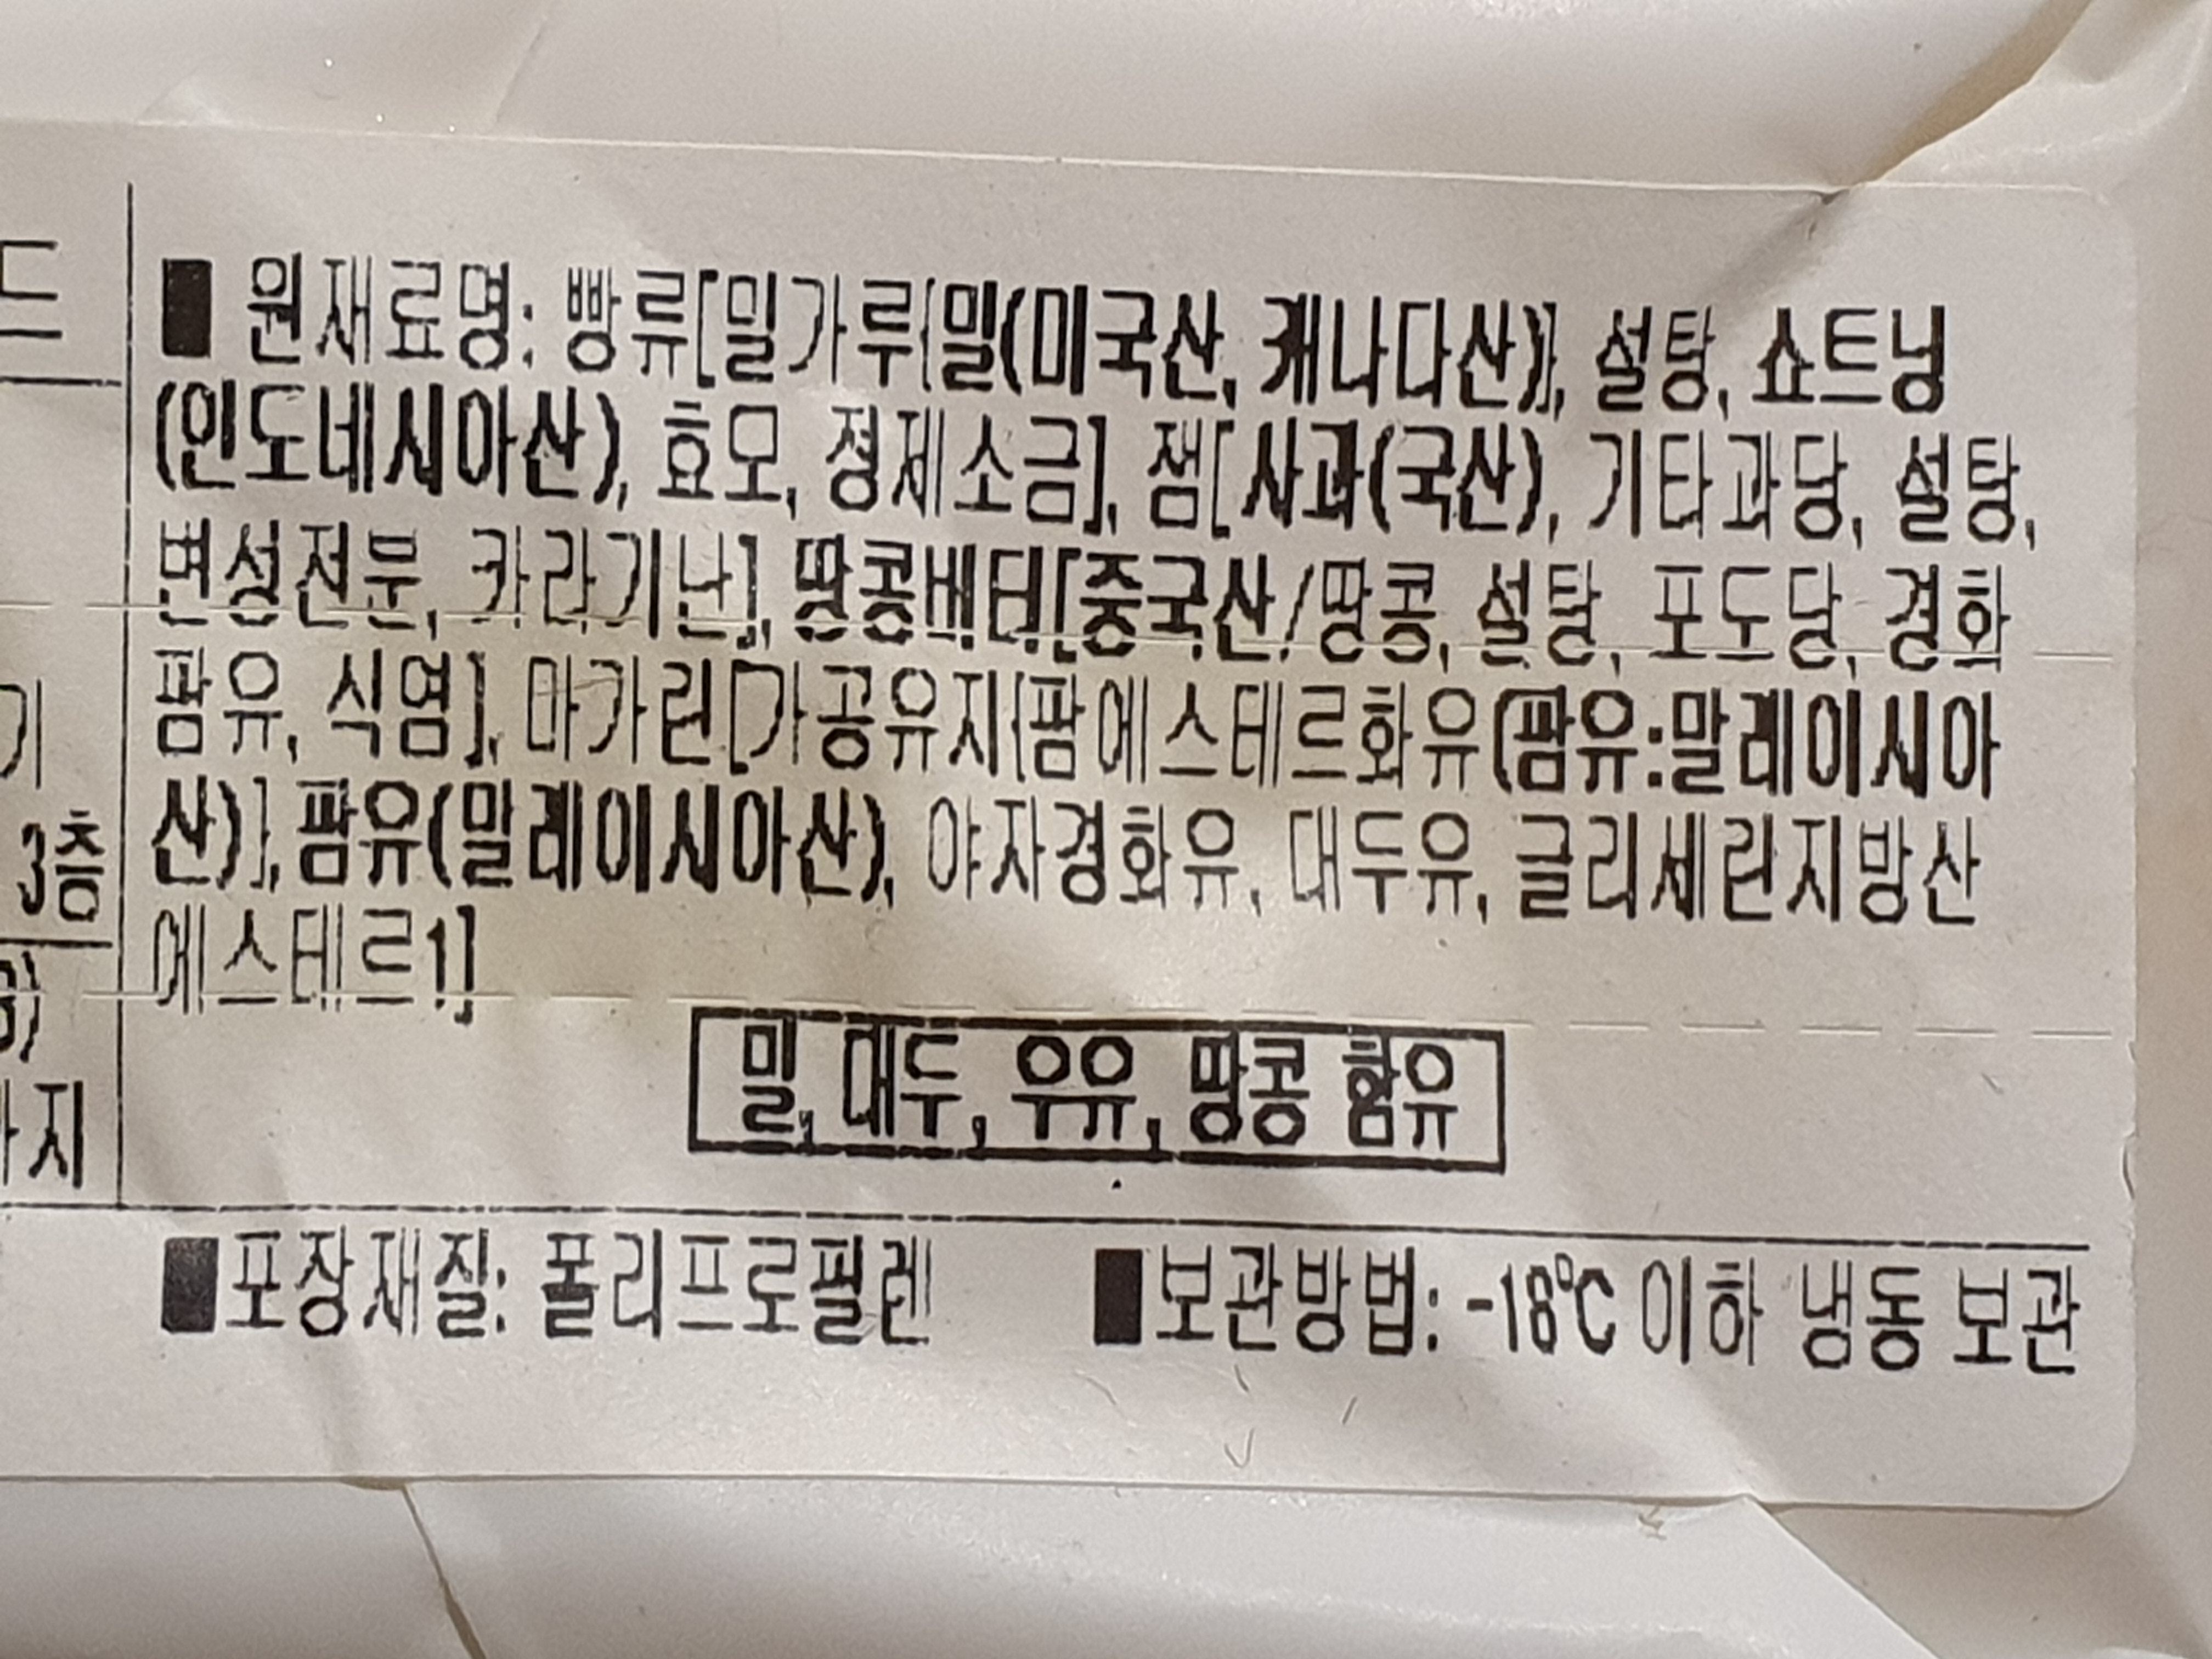 드
■ 원재료명: 빵류[밀가루{밀(미국산, 캐나다산)}, 설탕, 쇼트닝
(인도네시아산), 효모, 정제소금], 잼[사과(국산), 기타과당, 설탕,
변성전분, 카라기난], 땅콩버터[중국산/땅콩, 설탕, 포도당, 경화
팜유, 식염], 마가린[가공유지{팜에스테르화유(팜유:말레이시아
산)}, 팜유(말레이시아산), 야자경화유, 대두유, 글리세린지방산
에스테르1]
기
3층
까지
밀, 대두, 우유, 땅콩 함유
■포장재질: 폴리프로필렌 ■보관방법: -18℃ 이하 냉동 보관